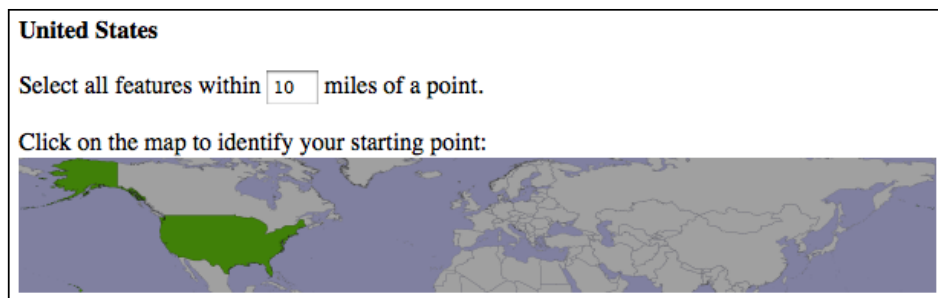 United States
Select all features within 10 miles of a point.
Click on the map to identify your starting point: